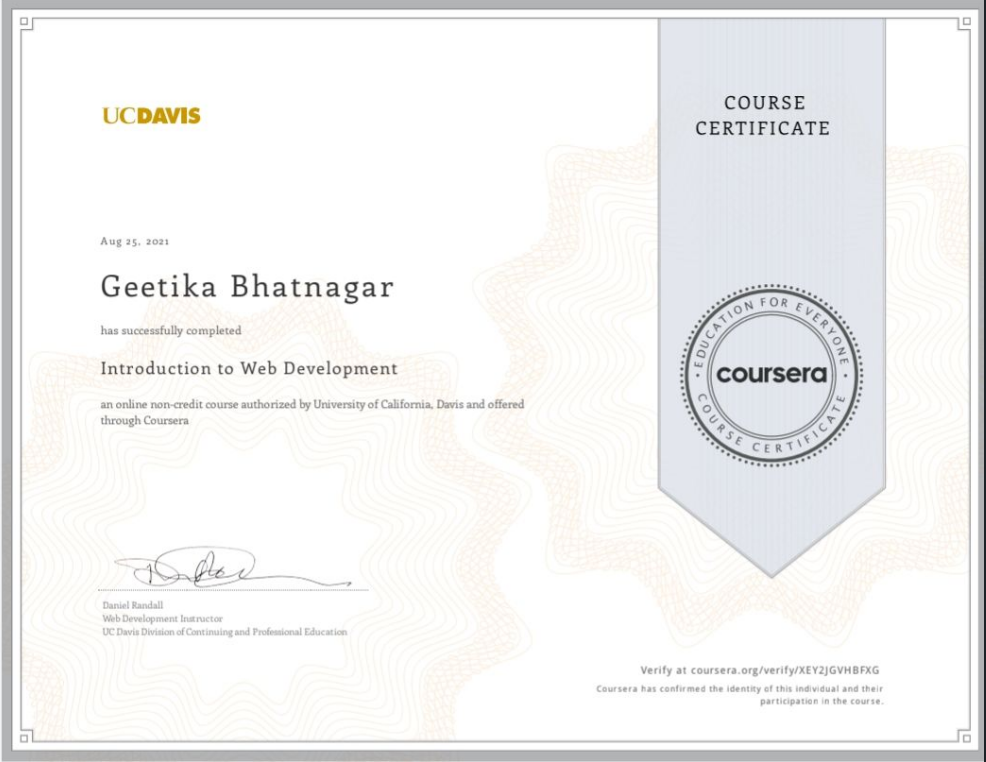 UCDAVIS
COURSE
CERTIFICATE
Aug 25, 2021
Geetika Bhatnagar
has successfully completed
Introduction to Web Development
an online non-credit course authorized by University of California, Davis and offered
through Coursera
EDUCATION FOR EVERYONE
coursera
COURSE CERTIFICATE
Daniel Randall
Web Development Instructor
UC Davis Division of Continuing and Professional Education
Verify at coursera.org/verify/XEY2JGVHBFXG
Coursera has confirmed the identity of this individual and their
participation in the course.